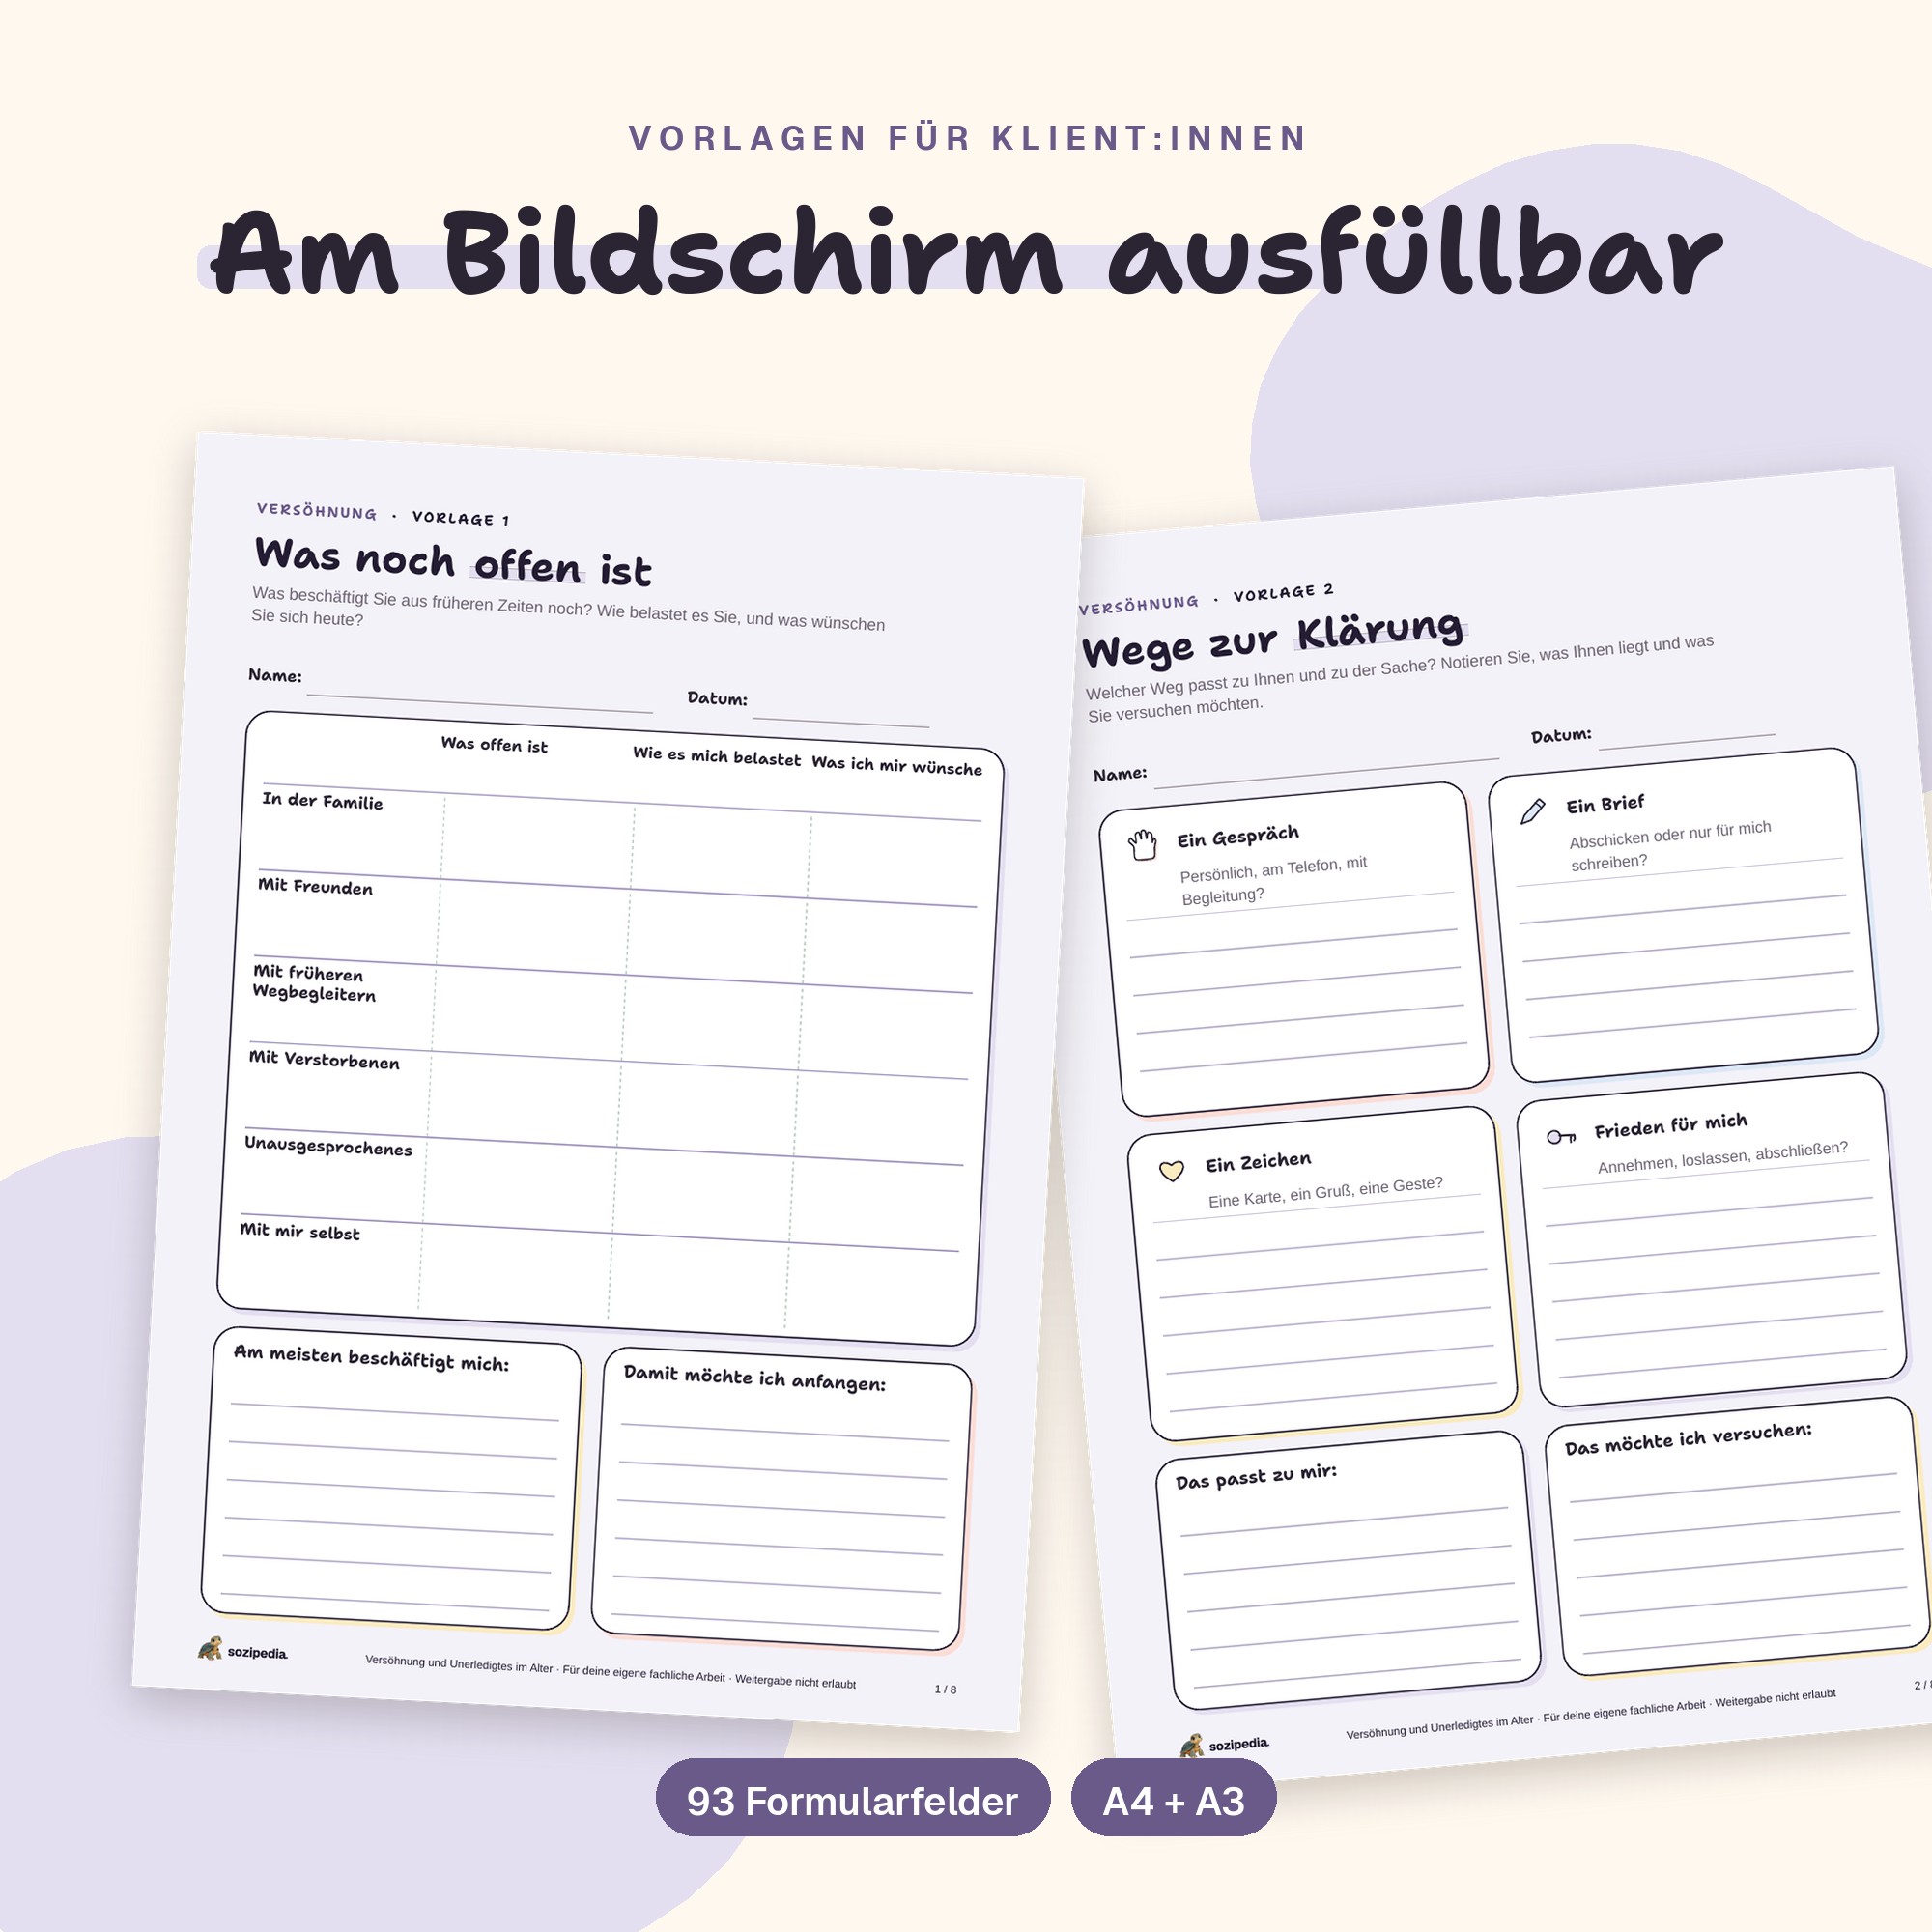 VORLAGEN FÜR KLIENT:INNEN
Am Bildschirm ausfüllbar
VERSÖHNUNG · VORLAGE 1
Was noch offen ist
Was beschäftigt Sie aus früheren Zeiten noch? Wie belastet es Sie, und was wünschen
Sie sich heute?
Name:
Datum:
Was offen ist
Wie es mich belastet
Was ich mir wünsche
In der Familie
Mit Freunden
Mit früheren
Wegbegleitern
Mit Verstorbenen
Unausgesprochenes
Mit mir selbst
Am meisten beschäftigt mich:
Damit möchte ich anfangen:
sozipedia.
Versöhnung und Unerledigtes im Alter · Für deine eigene fachliche Arbeit · Weitergabe nicht erlaubt
1 / 8
VERSÖHNUNG · VORLAGE 2
Wege zur Klärung
Welcher Weg passt zu Ihnen und zu der Sache? Notieren Sie, was Ihnen liegt und was
Sie versuchen möchten.
Name:
Datum:
Ein Gespräch
Persönlich, am Telefon, mit
Begleitung?
Ein Brief
Abschicken oder nur für mich
schreiben?
Ein Zeichen
Eine Karte, ein Gruß, eine Geste?
Frieden für mich
Annehmen, loslassen, abschließen?
Das passt zu mir:
Das möchte ich versuchen:
sozipedia.
Versöhnung und Unerledigtes im Alter · Für deine eigene fachliche Arbeit · Weitergabe nicht erlaubt
2 / 8
93 Formularfelder
A4 + A3